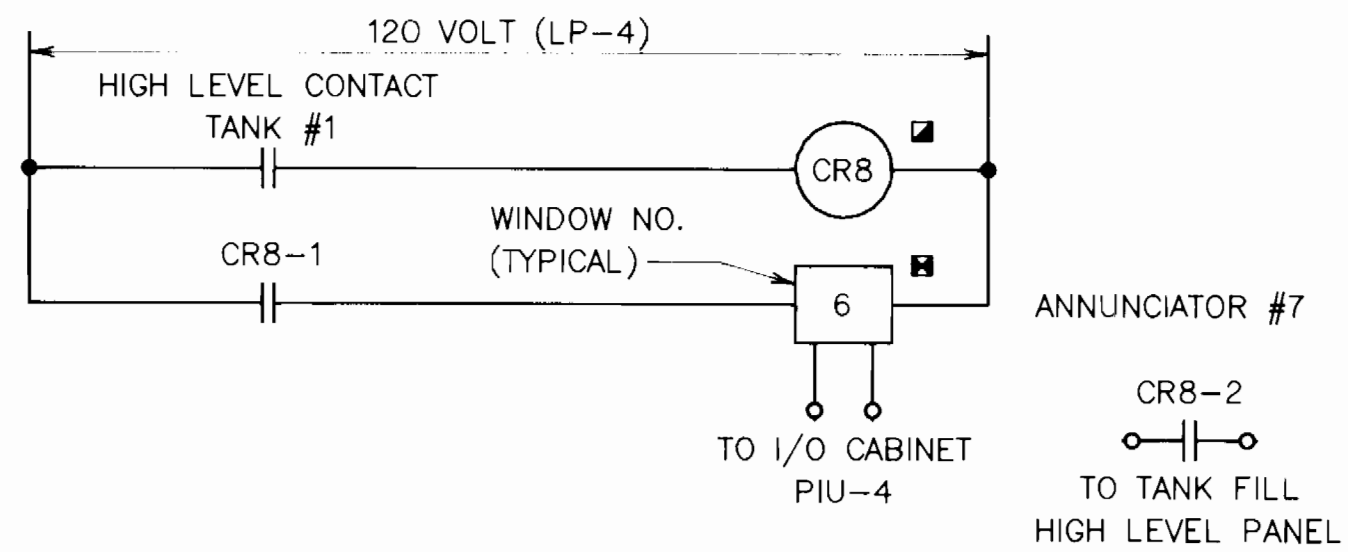 120 VOLT (LP-4)
HIGH LEVEL CONTACT
TANK #1
CR8
WINDOW NO.
(TYPICAL)
CR8-1
6
ANNUNCIATOR #7
CR8-2
TO I/O CABINET
PIU-4
TO TANK FILL
HIGH LEVEL PANEL